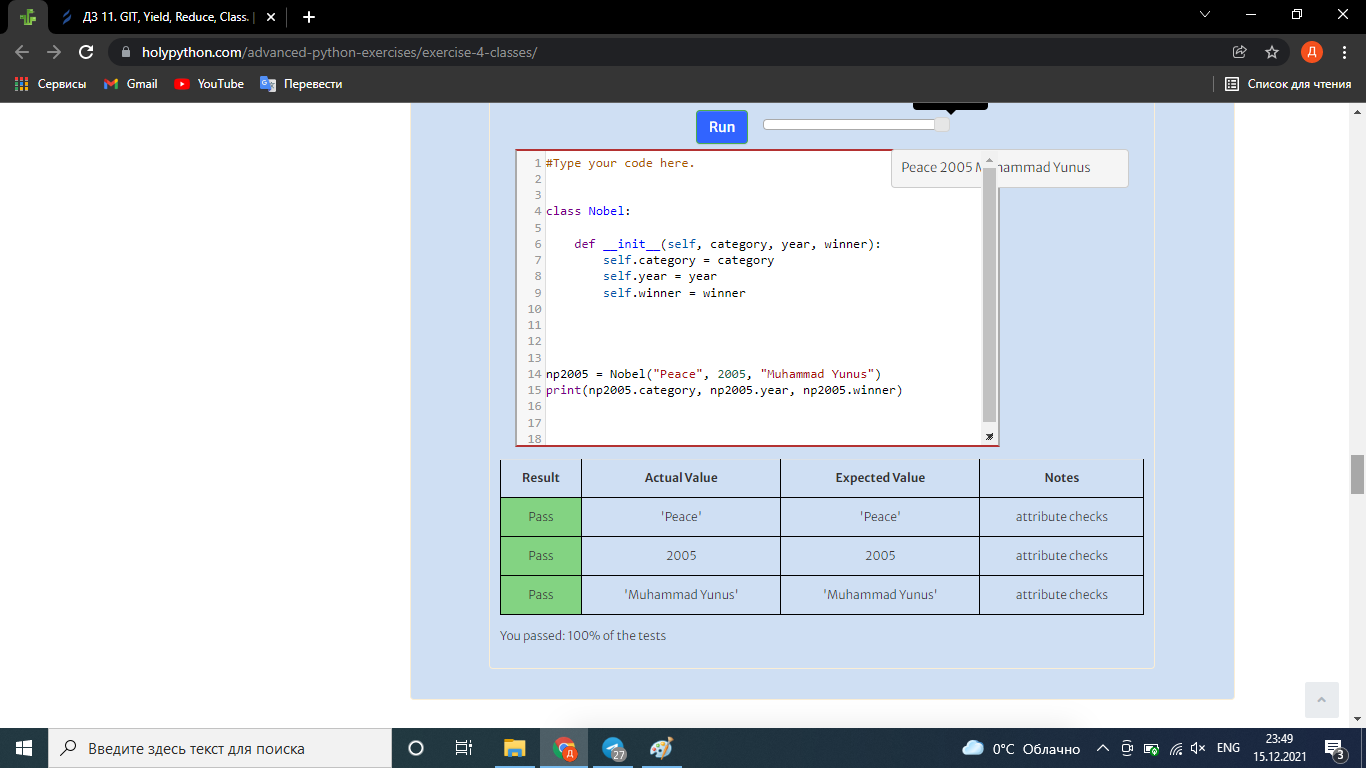 ДЗ 11. GIT, Yield, Reduce, Class. |
holypython.com/advanced-python-exercises/exercise-4-classes/
Д
Сервисы Gmail YouTube Перевести Список для чтения
Run
Peace 2005 M hammad Yunus
1 #Type your code here.
2
3
4 class Nobel:
5
6 def __init__(self, category, year, winner):
7 self.category = category
8 self.year = year
9 self.winner = winner
10
11
12
13
14 np2005 = Nobel("Peace", 2005, "Muhammad Yunus")
15 print(np2005.category, np2005.year, np2005.winner)
16
17
18
Result Actual Value Expected Value Notes
Pass 'Peace' 'Peace' attribute checks
Pass 2005 2005 attribute checks
Pass 'Muhammad Yunus' 'Muhammad Yunus' attribute checks
You passed: 100% of the tests
Введите здесь текст для поиска
Д
27
0°C Облачно
ENG
23:49
15.12.2021
3